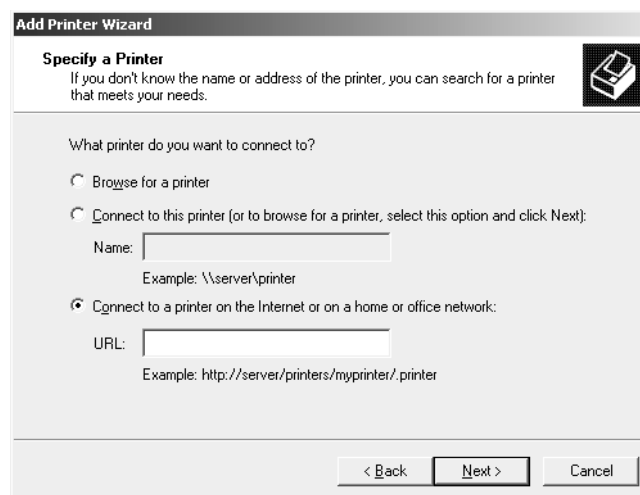 Add Printer Wizard
Specify a Printer
If you don't know the name or address of the printer, you can search for a printer
that meets your needs.
What printer do you want to connect to?
Browse for a printer
Connect to this printer (or to browse for a printer, select this option and click Next):
Name:
Example: \\server\printer
Connect to a printer on the Internet or on a home or office network:
URL:
Example: http://server/printers/myprinter/.printer
< Back Next > Cancel